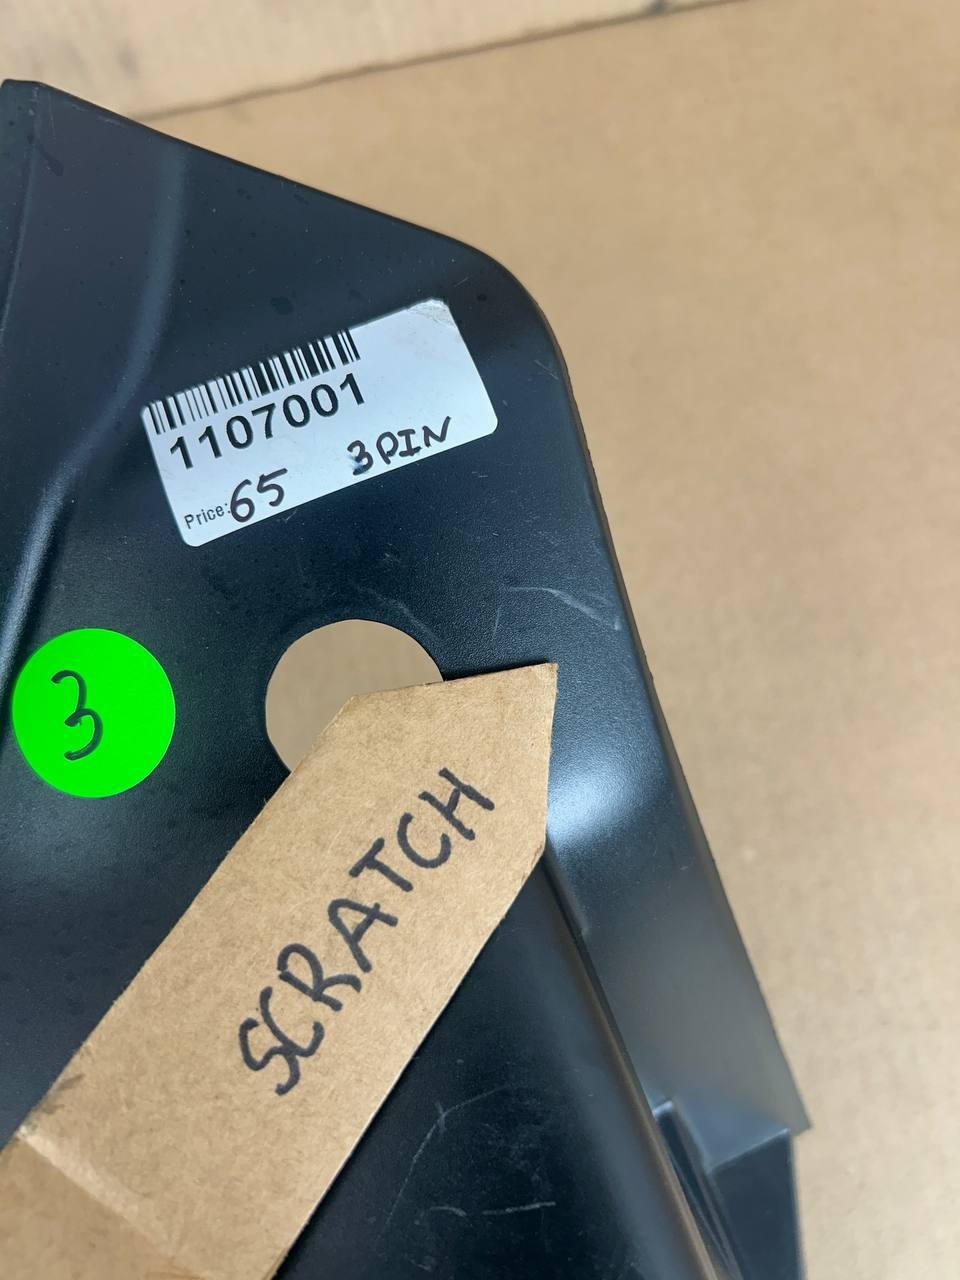 1107001
Price: 65 3PIN
3
SCRATCH